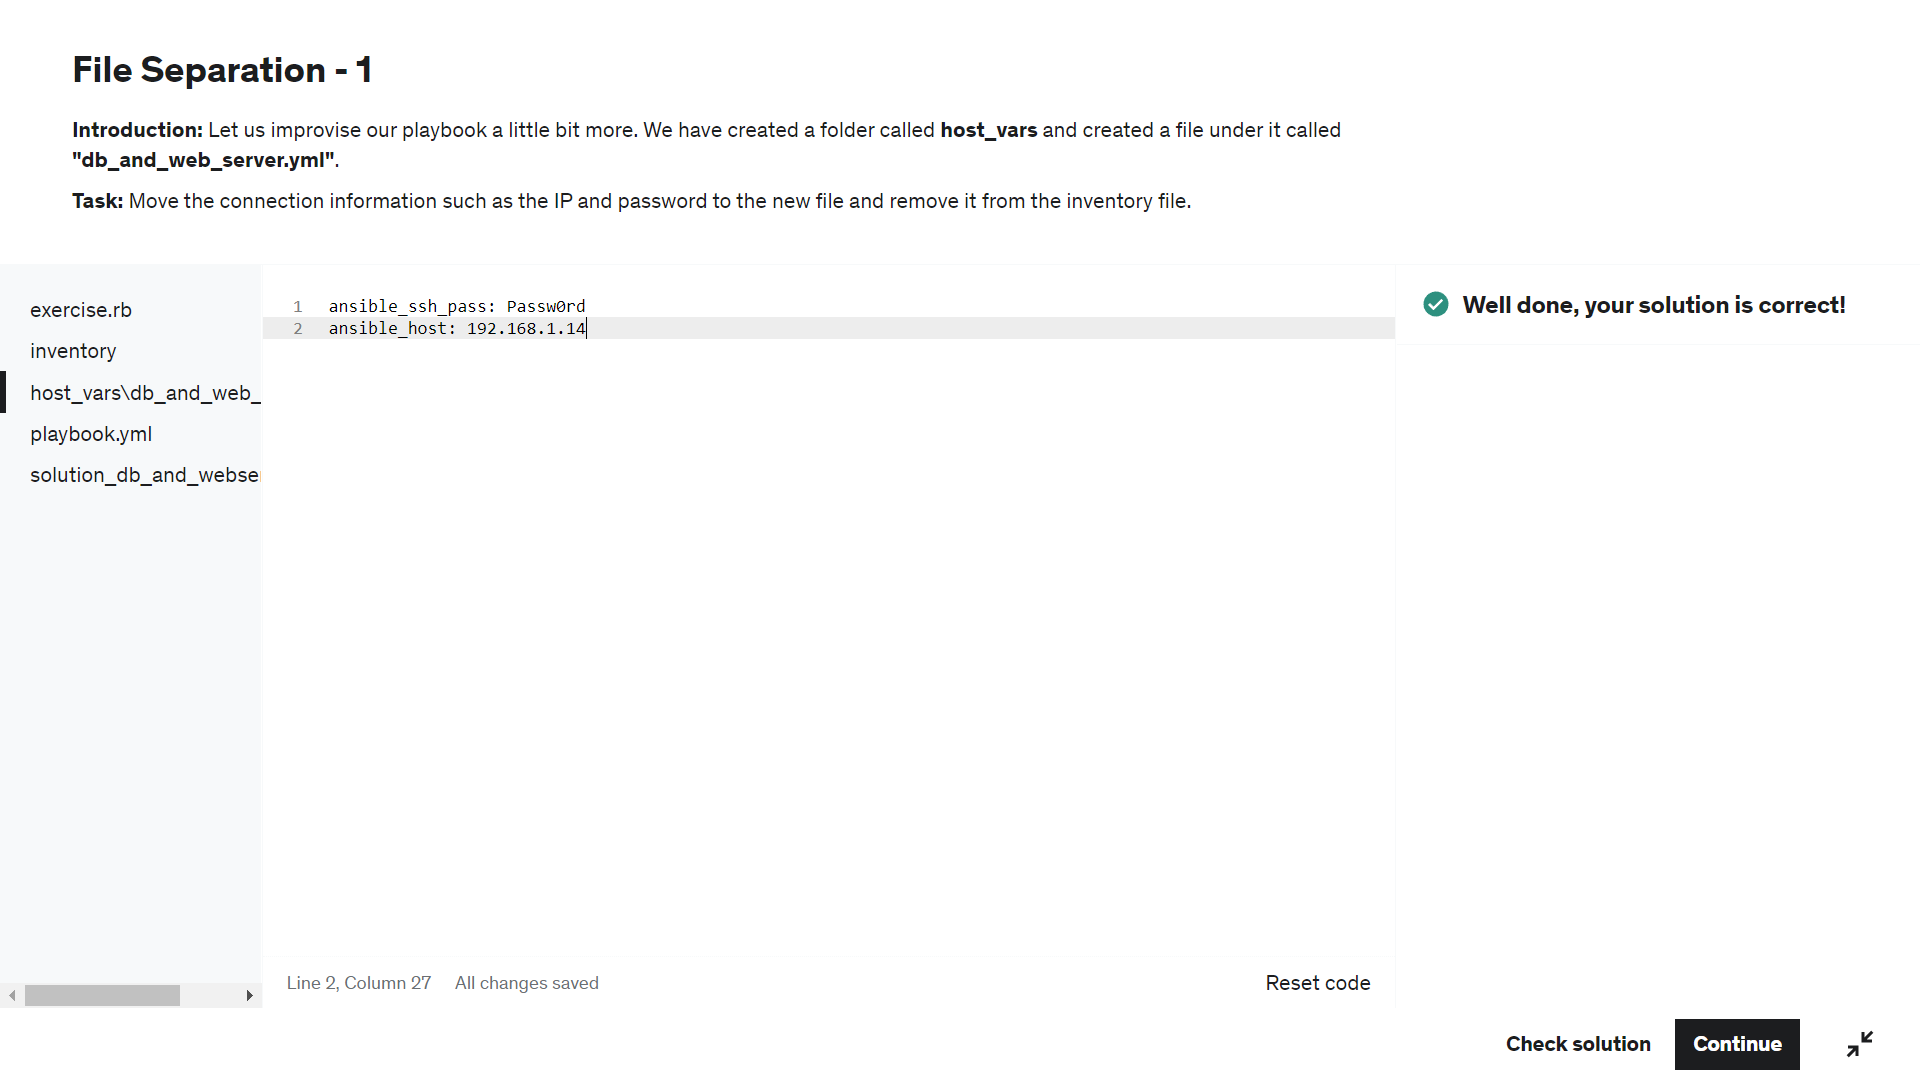 File Separation - 1
Introduction: Let us improvise our playbook a little bit more. We have created a folder called host_vars and created a file under it called
"db_and_web_server.yml".
Task: Move the connection information such as the IP and password to the new file and remove it from the inventory file.
exercise.rb
inventory
host_vars\db_and_web_
playbook.yml
solution_db_and_webser
1 ansible_ssh_pass: Passw0rd
2 ansible_host: 192.168.1.14
Well done, your solution is correct!
Line 2, Column 27 All changes saved
Reset code
Check solution
Continue